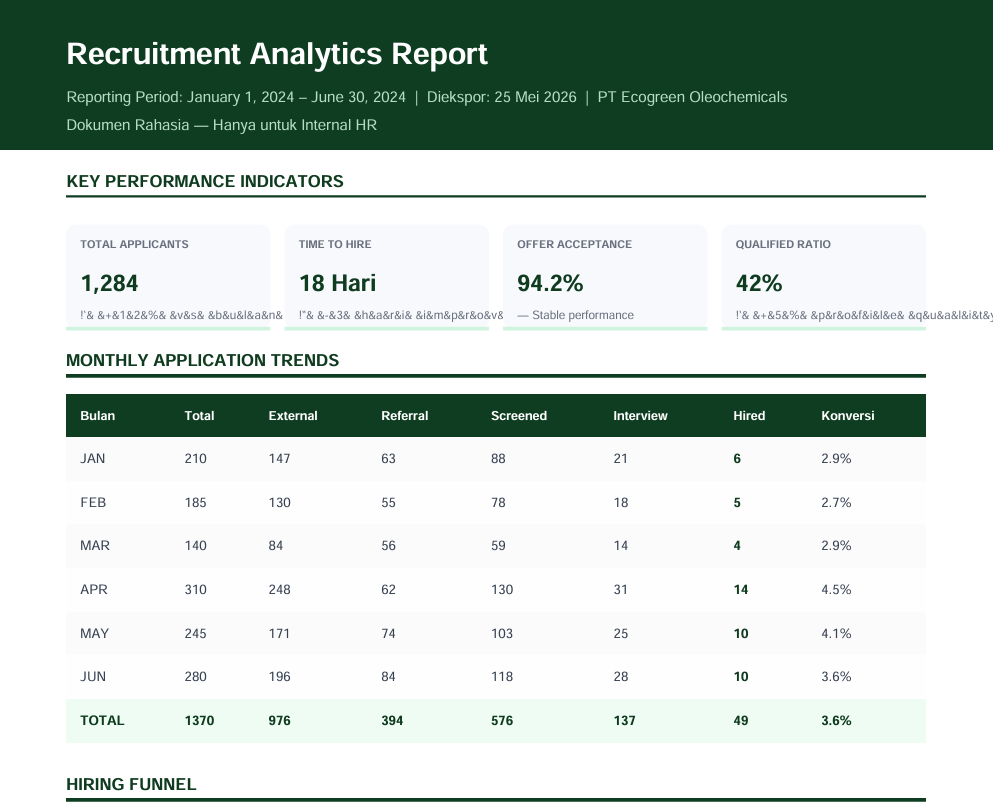 Recruitment Analytics Report
Reporting Period: January 1, 2024 – June 30, 2024 | Diekspor: 25 Mei 2026 | PT Ecogreen Oleochemicals
Dokumen Rahasia — Hanya untuk Internal HR
KEY PERFORMANCE INDICATORS
TOTAL APPLICANTS TIME TO HIRE OFFER ACCEPTANCE QUALIFIED RATIO
1,284 18 Hari 94.2% 42%
!'& &+&1&2&%& &v&s& &b&u&l&a&n& !"& &-&3& &h&a&r&i& &i&m&p&r&o&v& — Stable performance !'& &+&5&%& &p&r&o&f&i&l&e& &q&u&a&l&i&t&y
MONTHLY APPLICATION TRENDS
Bulan Total External Referral Screened Interview Hired Konversi
JAN 210 147 63 88 21 6 2.9%
FEB 185 130 55 78 18 5 2.7%
MAR 140 84 56 59 14 4 2.9%
APR 310 248 62 130 31 14 4.5%
MAY 245 171 74 103 25 10 4.1%
JUN 280 196 84 118 28 10 3.6%
TOTAL 1370 976 394 576 137 49 3.6%
HIRING FUNNEL